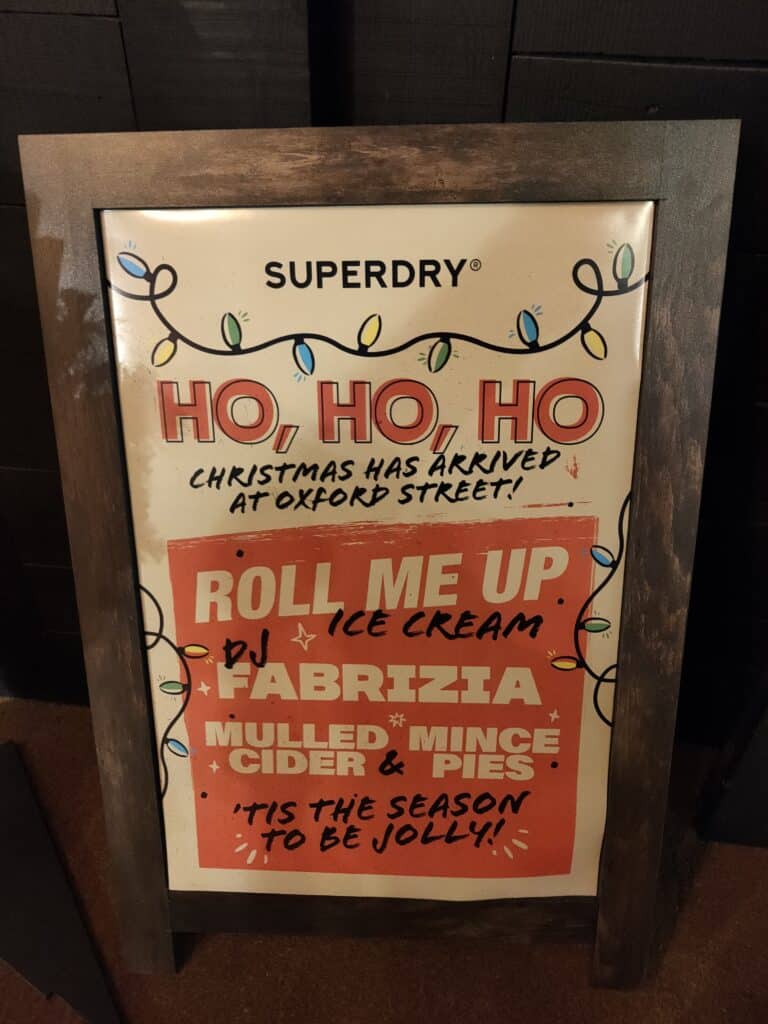 SUPERDRY®
HO, HO, HO
CHRISTMAS HAS ARRIVED
AT OXFORD STREET!
ROLL ME UP
ICE CREAM
DJ
FABRIZIA
MULLED MINCE
CIDER & PIES
'TIS THE SEASON
TO BE JOLLY!